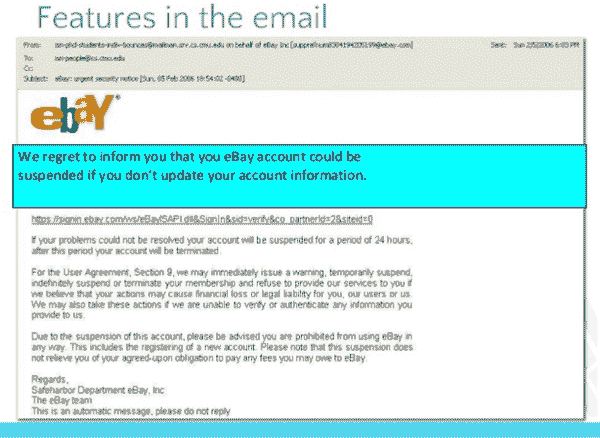 Features in the email
From: isri-phd-students-indiv-bounces@mailman.srv.cs.cmu.edu on behalf of eBay Inc Sent: Sun 2/5/2006 6:03 PM
To: isri-people@cs.cmu.edu
Cc:
Subject: eBay: urgent security notice [Sun, 05 Feb 2006 18:54:02 -0400]
ebaY
We regret to inform you that you eBay account could be
suspended if you don't update your account information.
https://signin.ebay.com/ws/eBayISAPI.dll&SignIn&sid=verify&co_partnerId=2&siteid=0
If your problems could not be resolved your account will be suspended for a period of 24 hours,
after this period your account will be terminated.
For the User Agreement, Section 9, we may immediately issue a warning, temporarily suspend,
indefinitely suspend or terminate your membership and refuse to provide our services to you if
we believe that your actions may cause financial loss or legal liability for you, our users or us.
We may also take these actions if we are unable to verify or authenticate any information you
provide to us.
Due to the suspension of this account, please be advised you are prohibited from using eBay in
any way. This includes the registering of a new account. Please note that this suspension does
not relieve you of your agreed-upon obligation to pay any fees you may owe to eBay.
Regards,
Safeharbor Department eBay, Inc
The eBay team
This is an automatic message, please do not reply